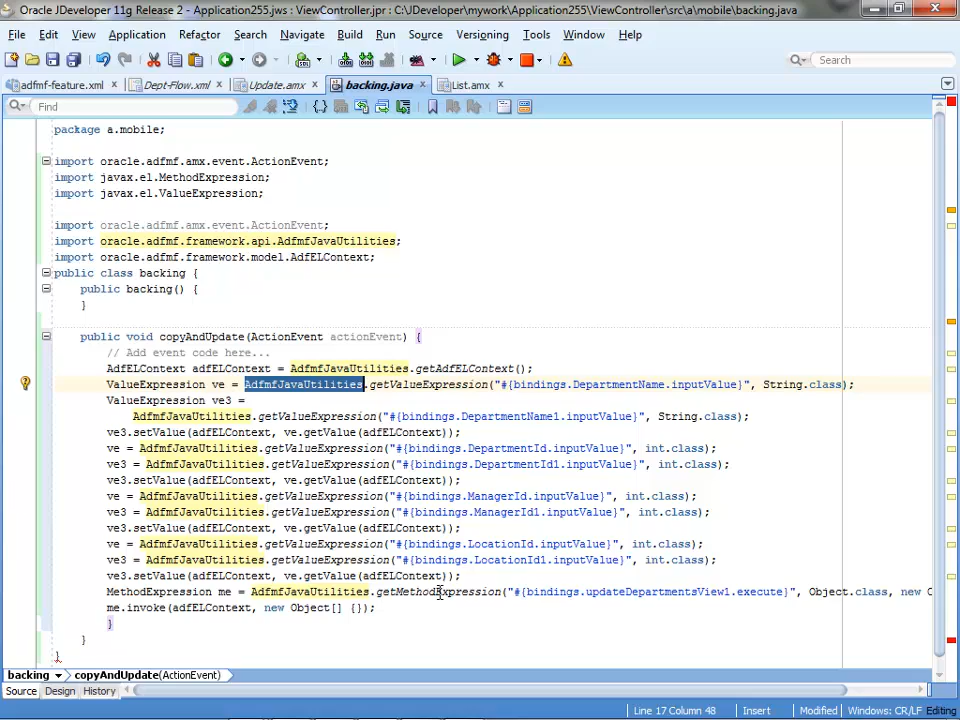 Oracle JDeveloper 11g Release 2 - Application255.jws : ViewController.jpr : C:\JDeveloper\mywork\Application255\ViewController\src\a\mobile\backing.java
File Edit View Application Refactor Search Navigate Build Run Source Versioning Tools Window Help
Search
adfmf-feature.xml Dept-Flow.xml Update.amx backing.java List.amx
Find
package a.mobile;
import oracle.adfmf.amx.event.ActionEvent;
import javax.el.MethodExpression;
import javax.el.ValueExpression;
import oracle.adfmf.amx.event.ActionEvent;
import oracle.adfmf.framework.api.AdfmfJavaUtilities;
import oracle.adfmf.framework.model.AdfELContext;
public class backing {
public backing() {
}
public void copyAndUpdate(ActionEvent actionEvent) {
// Add event code here...
AdfELContext adfELContext = AdfmfJavaUtilities.getAdfELContext();
ValueExpression ve = AdfmfJavaUtilities.getValueExpression("#{bindings.DepartmentName.inputValue}", String.class);
ValueExpression ve3 =
AdfmfJavaUtilities.getValueExpression("#{bindings.DepartmentName1.inputValue}", String.class);
ve3.setValue(adfELContext, ve.getValue(adfELContext));
ve = AdfmfJavaUtilities.getValueExpression("#{bindings.DepartmentId.inputValue}", int.class);
ve3 = AdfmfJavaUtilities.getValueExpression("#{bindings.DepartmentId1.inputValue}", int.class);
ve3.setValue(adfELContext, ve.getValue(adfELContext));
ve = AdfmfJavaUtilities.getValueExpression("#{bindings.ManagerId.inputValue}", int.class);
ve3 = AdfmfJavaUtilities.getValueExpression("#{bindings.ManagerId1.inputValue}", int.class);
ve3.setValue(adfELContext, ve.getValue(adfELContext));
ve = AdfmfJavaUtilities.getValueExpression("#{bindings.LocationId.inputValue}", int.class);
ve3 = AdfmfJavaUtilities.getValueExpression("#{bindings.LocationId1.inputValue}", int.class);
ve3.setValue(adfELContext, ve.getValue(adfELContext));
MethodExpression me = AdfmfJavaUtilities.getMethodExpression("#{bindings.updateDepartmentsView1.execute}", Object.class, new
me.invoke(adfELContext, new Object[] {});
}
}
}
backing copyAndUpdate(ActionEvent)
Source Design History
Line 17 Column 48 Insert Modified Windows: CR/LF Editing